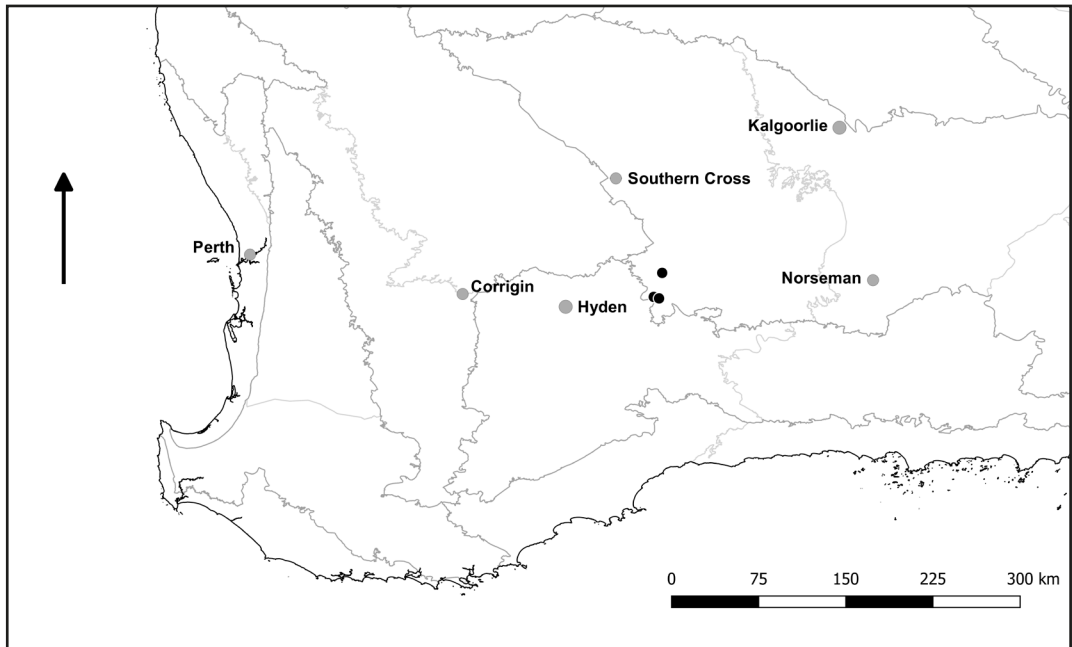 Kalgoorlie
Southern Cross
Perth
Norseman
Corrigin
Hyden
0 75 150 225 300 km